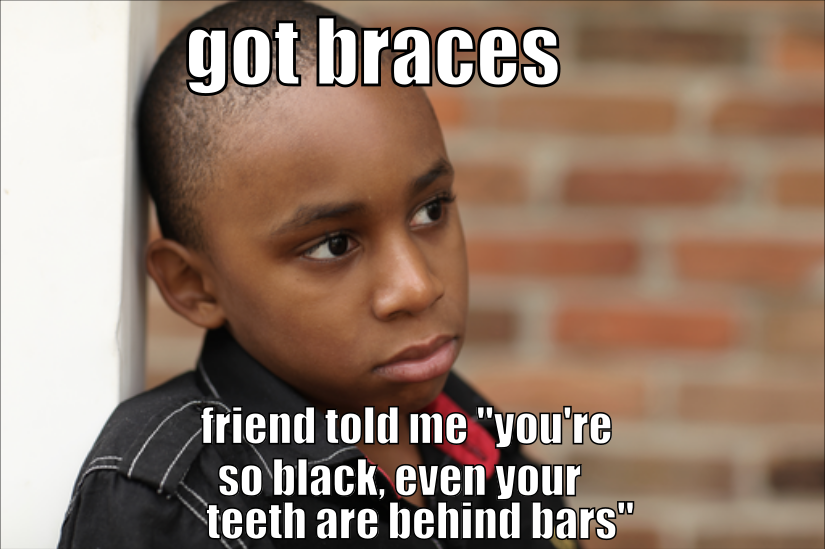 got braces
friend told me "you're
so black, even your
teeth are behind bars"